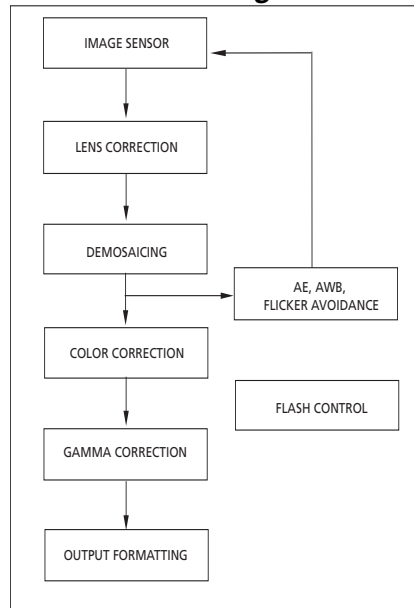 IMAGE SENSOR
LENS CORRECTION
DEMOSAICING
AE, AWB,
FLICKER AVOIDANCE
COLOR CORRECTION
FLASH CONTROL
GAMMA CORRECTION
OUTPUT FORMATTING